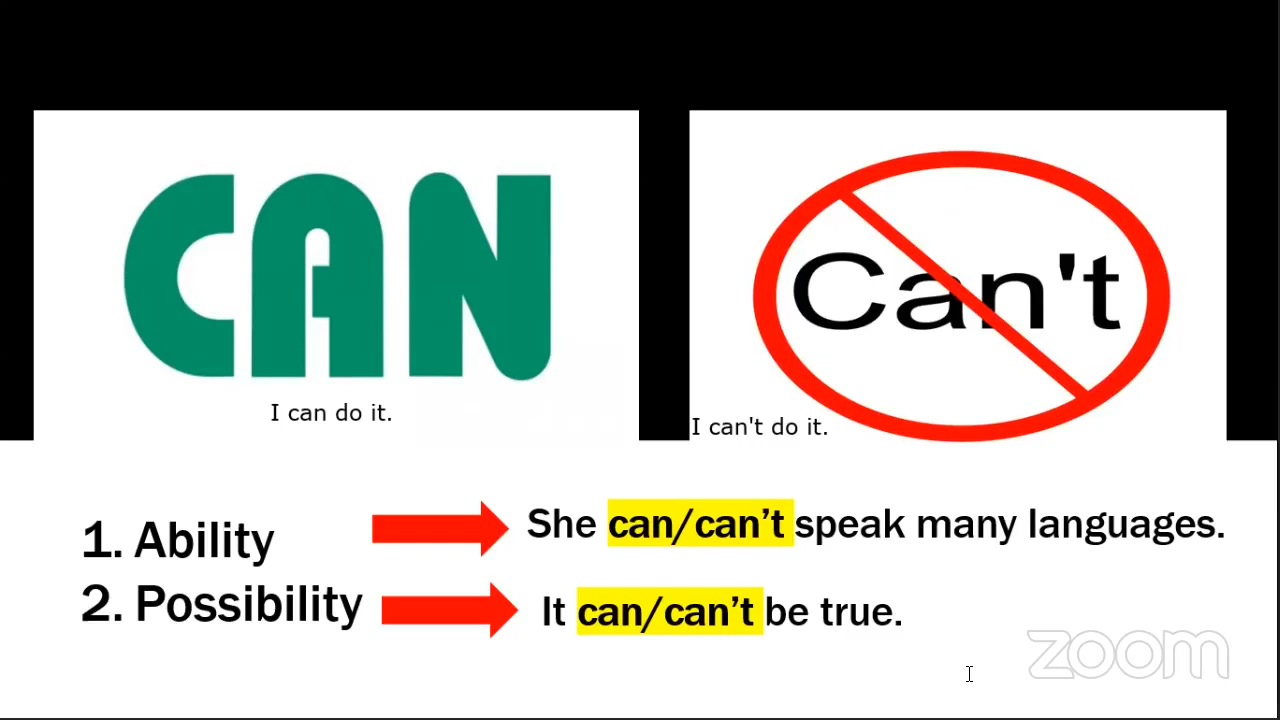 CAN
I can do it.
Can't
I can't do it.
1. Ability
She can/can’t speak many languages.
2. Possibility
It can/can’t be true.
zoom